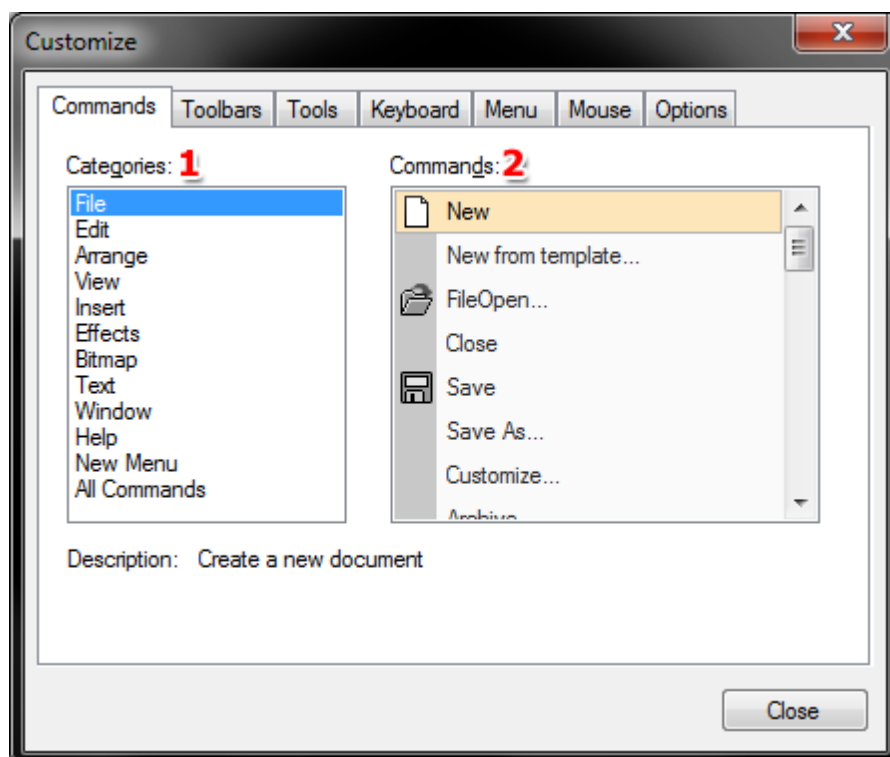 Customize
Commands Toolbars Tools Keyboard Menu Mouse Options
Categories: 1
Commands: 2
File
Edit
Arrange
View
Insert
Effects
Bitmap
Text
Window
Help
New Menu
All Commands
New
New from template...
FileOpen...
Close
Save
Save As...
Customize...
Description: Create a new document
Close